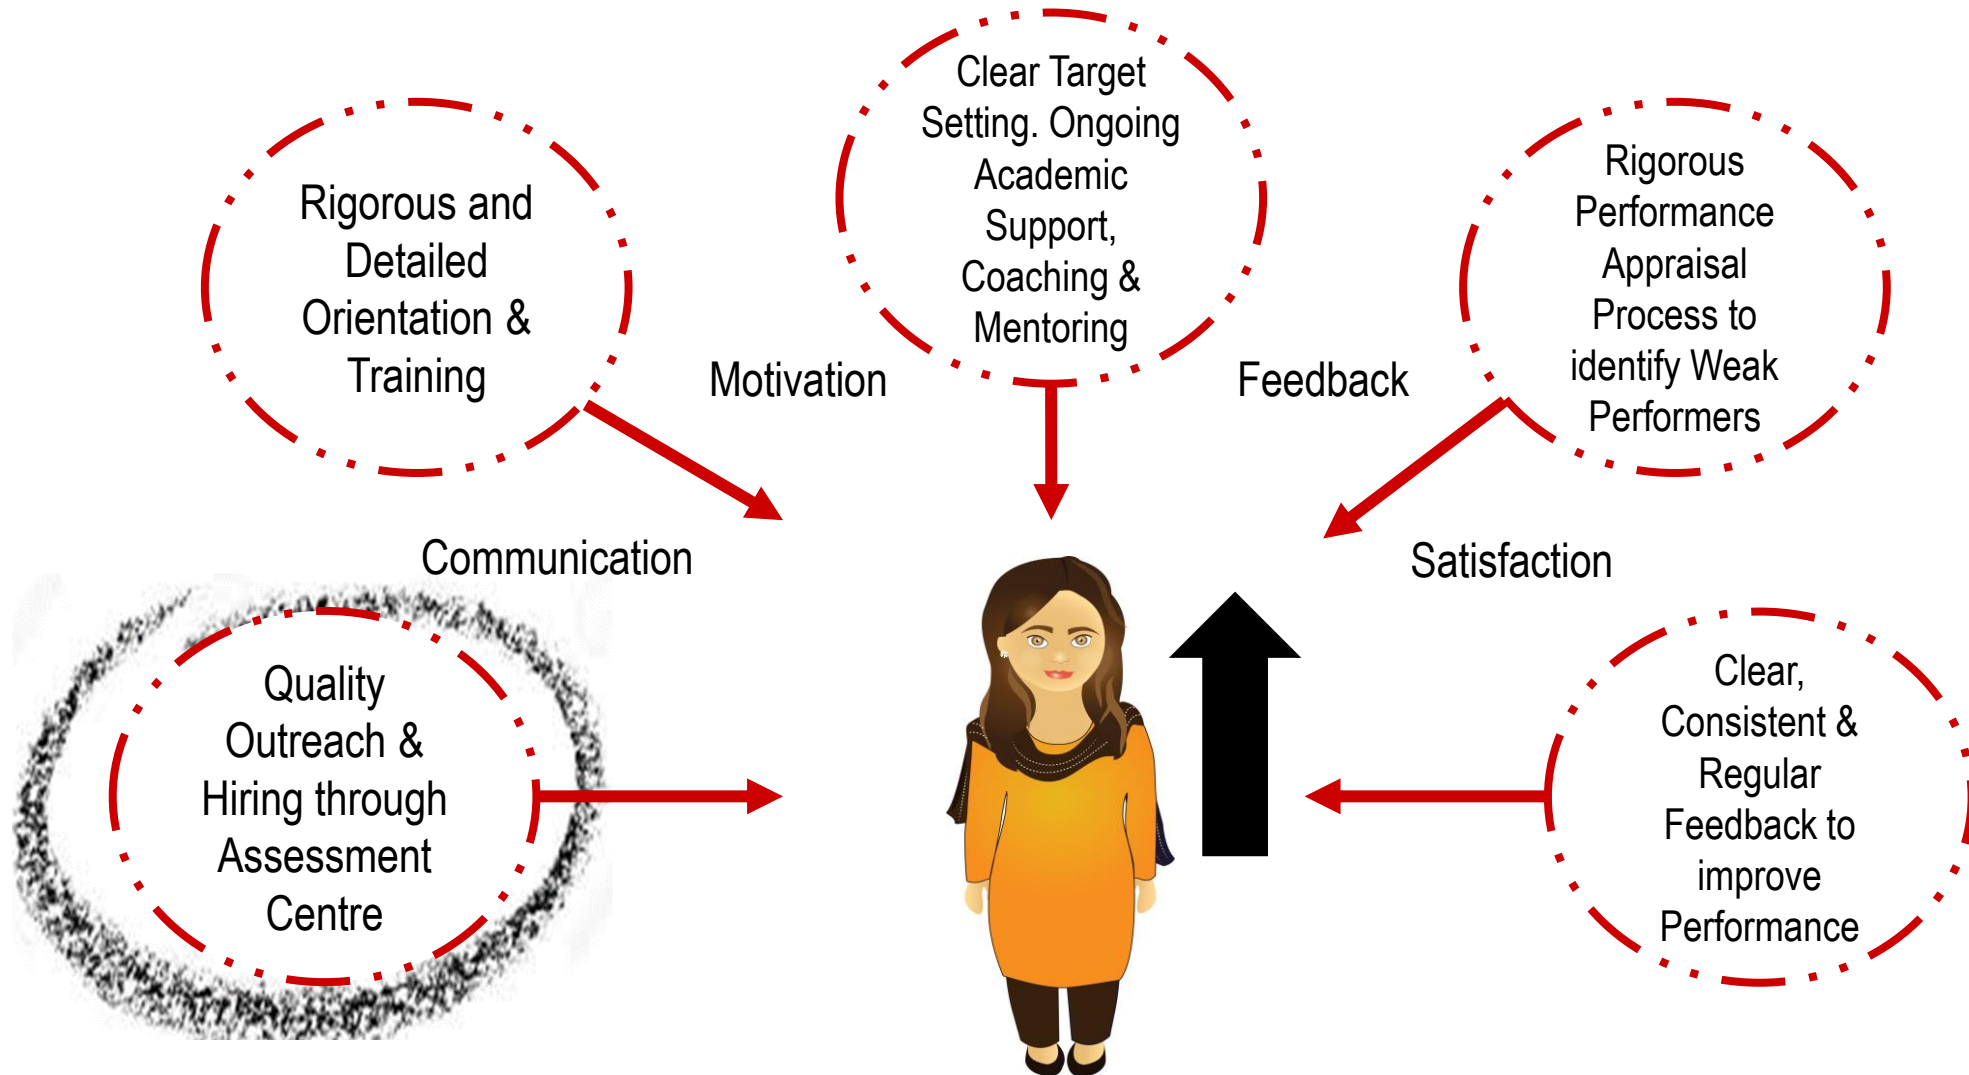 Clear Target
Setting. Ongoing
Academic
Support,
Coaching &
Mentoring
Rigorous and
Detailed
Orientation &
Training
Rigorous
Performance
Appraisal
Process to
identify Weak
Performers
Motivation
Feedback
Communication
Satisfaction
Quality
Outreach &
Hiring through
Assessment
Centre
Clear,
Consistent &
Regular
Feedback to
improve
Performance